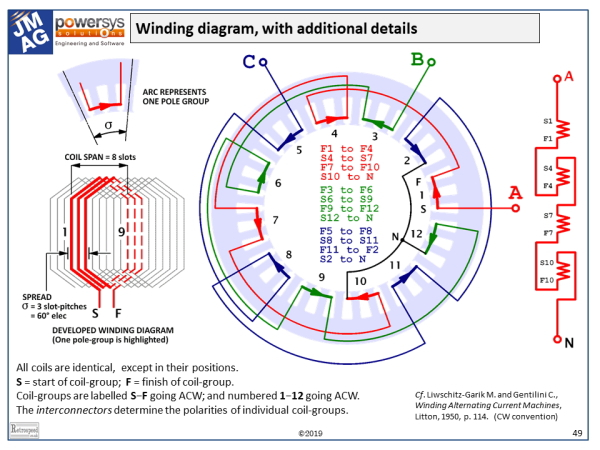 JMAG
powersys
solutions
Engineering and Software
Winding diagram, with additional details
ARC REPRESENTS
ONE POLE GROUP
σ
COIL SPAN = 8 slots
1
9
SPREAD
σ = 3 slot-pitches
= 60° elec
S F
DEVELOPED WINDING DIAGRAM
(One pole-group is highlighted)
C
B
A
N
F
1
S
2
3
4
5
6
7
8
9
10
11
12
F1 to F4
S4 to S7
F7 to F10
S10 to N
F3 to F6
S6 to S9
F9 to F12
S12 to N
F5 to F8
S8 to S11
F11 to F2
S2 to N
A
S1
F1
S4
F4
S7
F7
S10
F10
N
All coils are identical, except in their positions.
S = start of coil-group; F = finish of coil-group.
Coil-groups are labelled S–F going ACW; and numbered 1–12 going ACW.
The interconnectors determine the polarities of individual coil-groups.
Cf. Liwschitz-Garik M. and Gentilini C.,
Winding Alternating Current Machines,
Litton, 1950, p. 114. (CW convention)
©2019
49